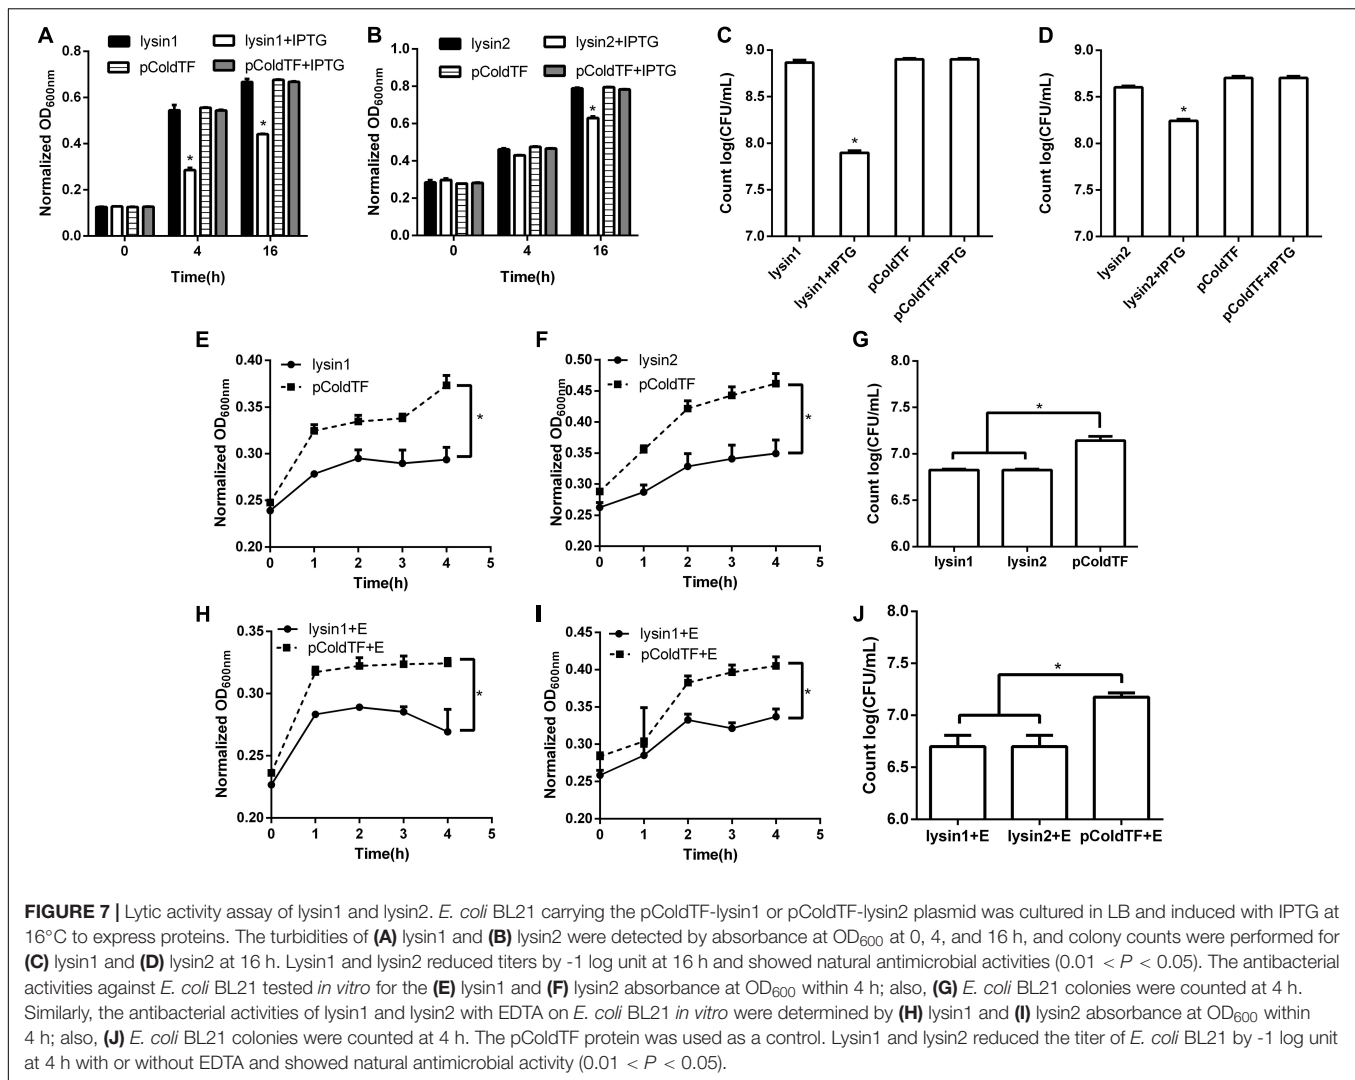 A
lysin1
lysin1+IPTG
pColdTF
pColdTF+IPTG
Normalized OD600nm
0.8
0.6
0.4
0.2
0.0
0
4
16
Time(h)
*
*
B
lysin2
lysin2+IPTG
pColdTF
pColdTF+IPTG
Normalized OD600nm
1.0
0.8
0.6
0.4
0.2
0.0
0
4
16
Time(h)
*
C
Count log(CFU/mL)
9.0
8.5
8.0
7.5
7.0
*
lysin1
lysin1+IPTG
pColdTF
pColdTF+IPTG
D
Count log(CFU/mL)
9.0
8.5
8.0
7.5
7.0
*
lysin2
lysin2+IPTG
pColdTF
pColdTF+IPTG
E
lysin1
pColdTF
Normalized OD600nm
0.40
0.35
0.30
0.25
0.20
0
1
2
3
4
5
Time(h)
*
F
lysin2
pColdTF
Normalized OD600nm
0.50
0.45
0.40
0.35
0.30
0.25
0.20
0
1
2
3
4
5
Time(h)
*
G
Count log(CFU/mL)
8.0
7.5
7.0
6.5
6.0
*
lysin1
lysin2
pColdTF
H
lysin1+E
pColdTF+E
Normalized OD600nm
0.35
0.30
0.25
0.20
0
1
2
3
4
5
Time(h)
*
I
lysin1+E
pColdTF+E
Normalized OD600nm
0.45
0.40
0.35
0.30
0.25
0.20
0
1
2
3
4
5
Time(h)
*
J
Count log(CFU/mL)
8.0
7.5
7.0
6.5
6.0
*
lysin1+E
lysin2+E
pColdTF+E
FIGURE 7 | Lytic activity assay of lysin1 and lysin2. E. coli BL21 carrying the pColdTF-lysin1 or pColdTF-lysin2 plasmid was cultured in LB and induced with IPTG at
16°C to express proteins. The turbidities of (A) lysin1 and (B) lysin2 were detected by absorbance at OD600 at 0, 4, and 16 h, and colony counts were performed for
(C) lysin1 and (D) lysin2 at 16 h. Lysin1 and lysin2 reduced titers by -1 log unit at 16 h and showed natural antimicrobial activities (0.01 < P < 0.05). The antibacterial
activities against E. coli BL21 tested in vitro for the (E) lysin1 and (F) lysin2 absorbance at OD600 within 4 h; also, (G) E. coli BL21 colonies were counted at 4 h.
Similarly, the antibacterial activities of lysin1 and lysin2 with EDTA on E. coli BL21 in vitro were determined by (H) lysin1 and (I) lysin2 absorbance at OD600 within
4 h; also, (J) E. coli BL21 colonies were counted at 4 h. The pColdTF protein was used as a control. Lysin1 and lysin2 reduced the titer of E. coli BL21 by -1 log unit
at 4 h with or without EDTA and showed natural antimicrobial activity (0.01 < P < 0.05).